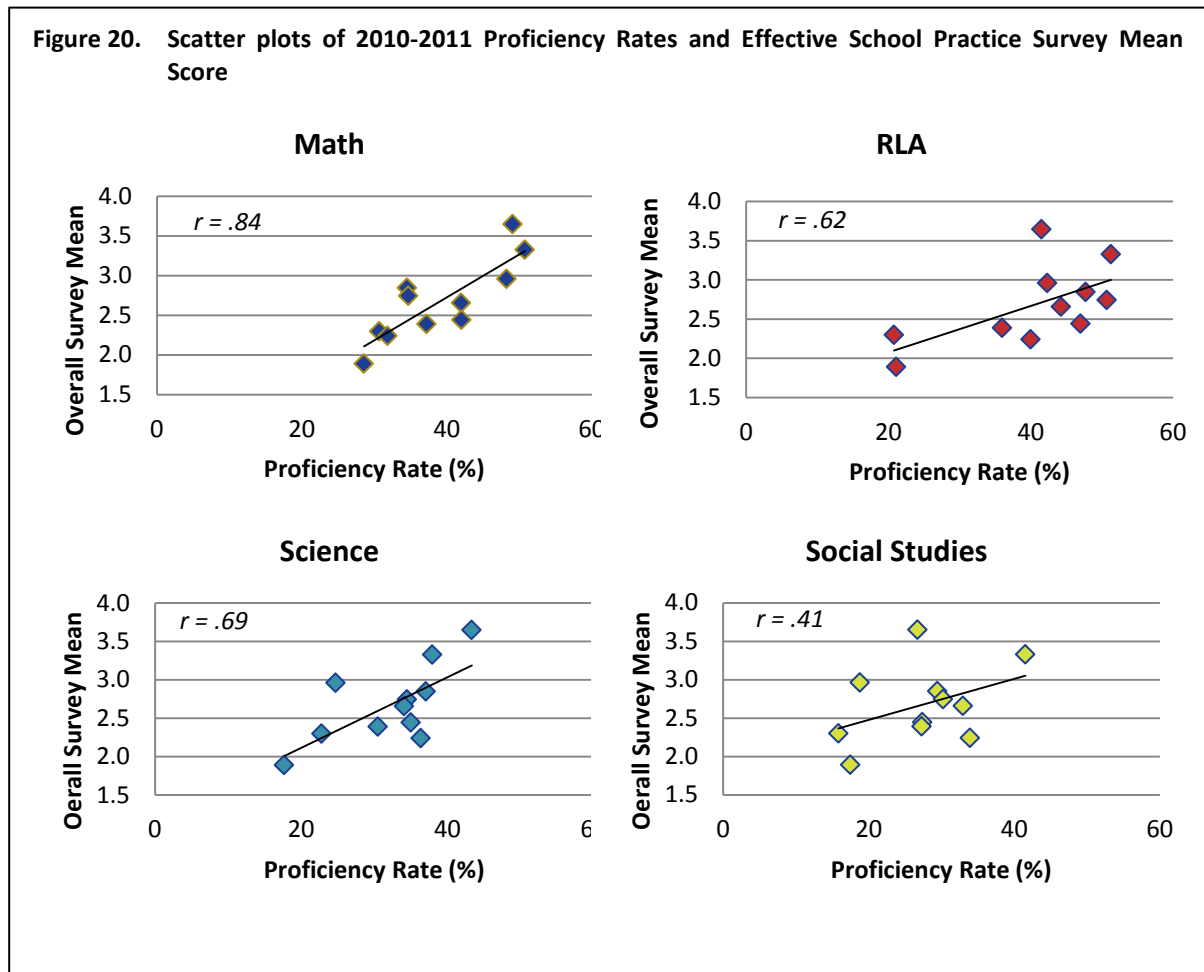 Figure 20. Scatter plots of 2010-2011 Proficiency Rates and Effective School Practice Survey Mean
Score
Math
r = .84
Overall Survey Mean
4.0
3.5
3.0
2.5
2.0
1.5
0 20 40 60
Proficiency Rate (%)
RLA
r = .62
Overall Survey Mean
4.0
3.5
3.0
2.5
2.0
1.5
0 20 40 60
Proficiency Rate (%)
Science
r = .69
Oerall Survey Mean
4.0
3.5
3.0
2.5
2.0
1.5
0 20 40 6
Proficiency Rate (%)
Social Studies
r = .41
Overall Survey Mean
4.0
3.5
3.0
2.5
2.0
1.5
0 20 40 60
Proficiency Rate (%)